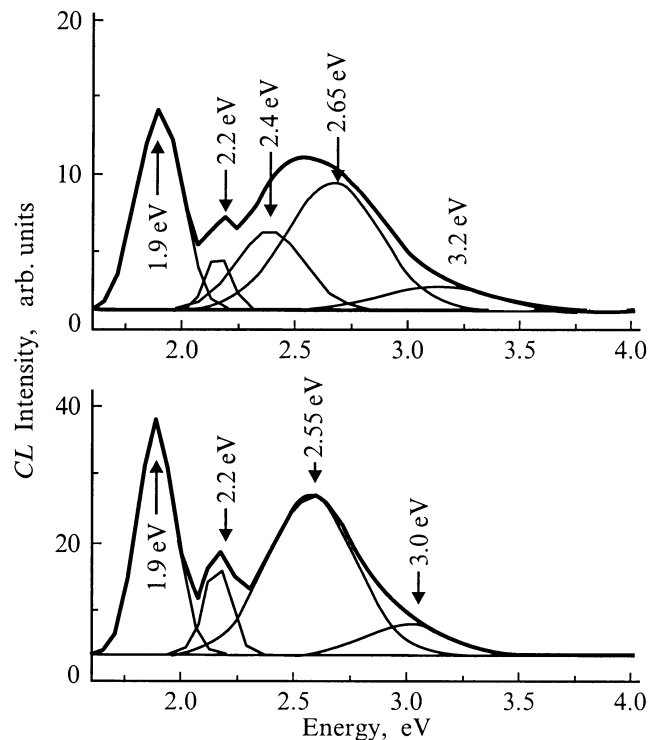 20
10
0
1.9 eV
2.2 eV
2.4 eV
2.65 eV
3.2 eV
2.0
2.5
3.0
3.5
4.0
CL Intensity, arb. units
40
20
0
1.9 eV
2.2 eV
2.55 eV
3.0 eV
2.0
2.5
3.0
3.5
4.0
Energy, eV